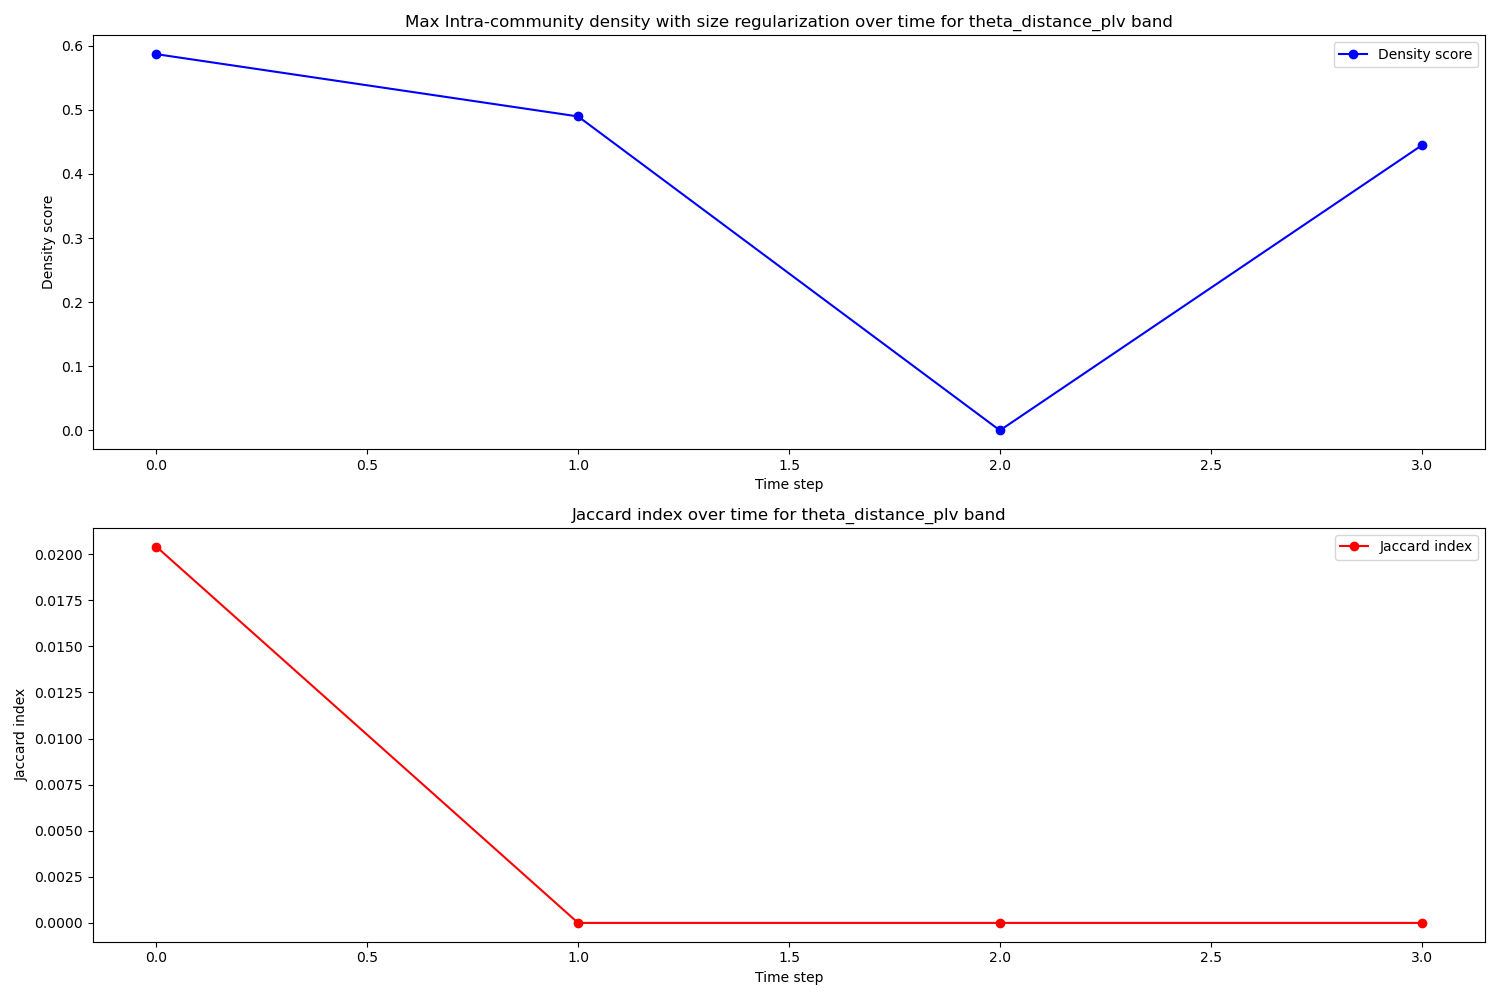 Max Intra-community density with size regularization over time for theta_distance_plv band
Density score
0.6
0.5
0.4
0.3
0.2
0.1
0.0
Density score
0.0 0.5 1.0 1.5 2.0 2.5 3.0
Time step
Jaccard index over time for theta_distance_plv band
Jaccard index
0.0200
0.0175
0.0150
0.0125
0.0100
0.0075
0.0050
0.0025
0.0000
Jaccard index
0.0 0.5 1.0 1.5 2.0 2.5 3.0
Time step